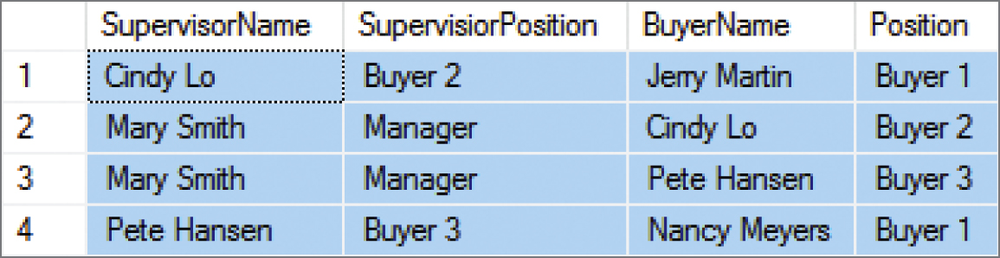 SupervisorName SupervisiorPosition BuyerName Position
1 Cindy Lo Buyer 2 Jerry Martin Buyer 1
2 Mary Smith Manager Cindy Lo Buyer 2
3 Mary Smith Manager Pete Hansen Buyer 3
4 Pete Hansen Buyer 3 Nancy Meyers Buyer 1